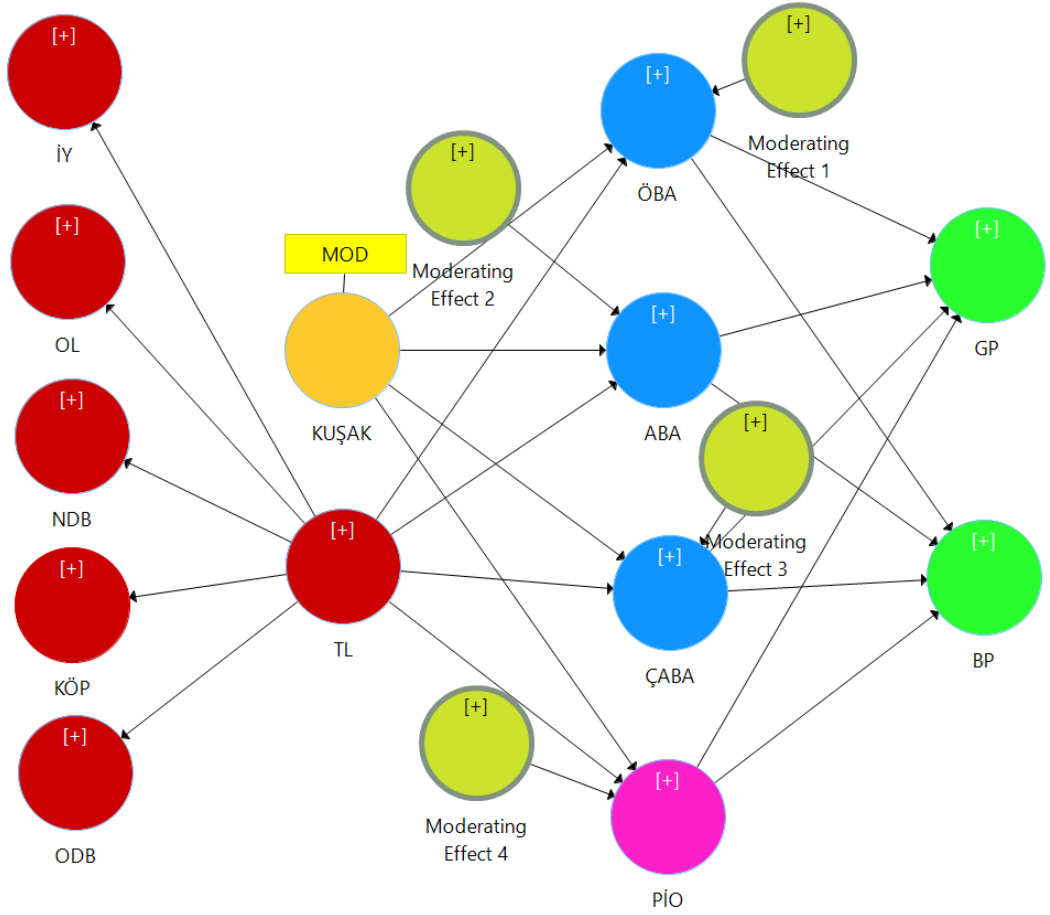 [+]
İY
[+]
OL
[+]
NDB
[+]
KÖP
[+]
ODB
MOD
KUŞAK
[+]
TL
[+]
Moderating
Effect 2
[+]
Moderating
Effect 4
[+]
ÖBA
[+]
Moderating
Effect 1
[+]
ABA
[+]
Moderating
Effect 3
[+]
ÇABA
[+]
PİO
[+]
GP
[+]
BP